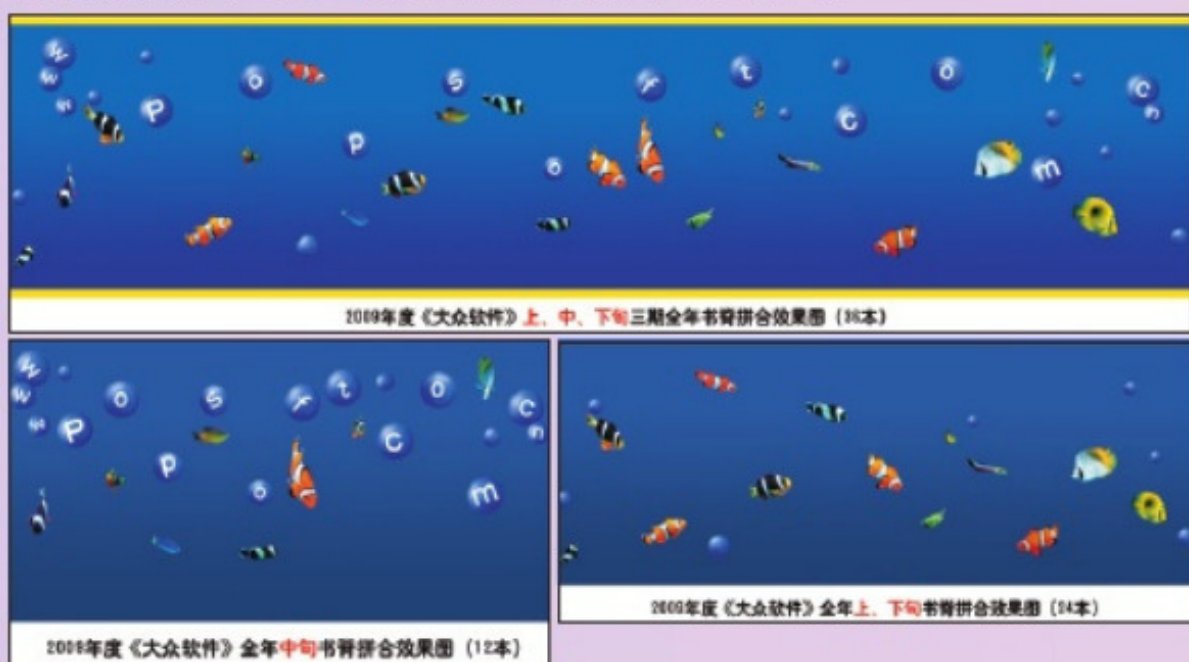 w w w P o p s o f t C o m c n
2009年度《大众软件》上、中、下旬三期全年书脊拼合效果图（36本）
w w w P o p s o f t C o m c n
2009年度《大众软件》全年中旬书脊拼合效果图（12本）
2009年度《大众软件》全年上、下旬书脊拼合效果图（24本）